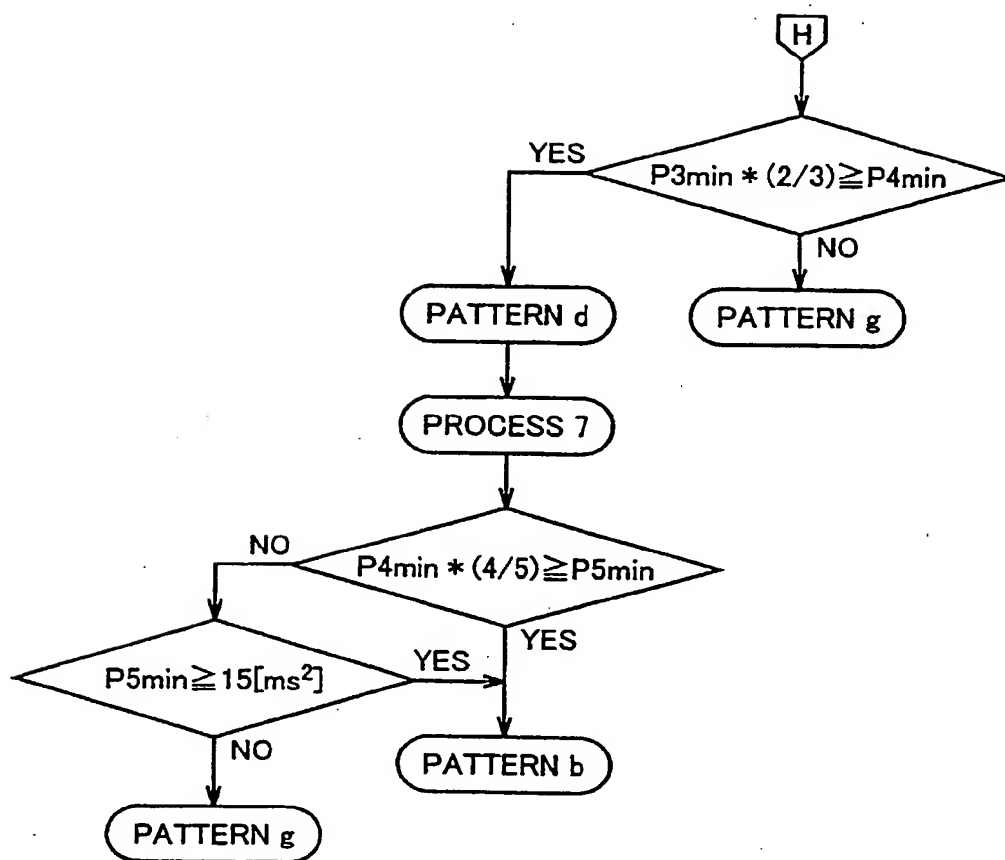 H
YES
P3min * (2/3)≧P4min
NO
PATTERN d
PATTERN g
PROCESS 7
NO
P4min * (4/5)≧P5min
YES
P5min≧15[ms²]
YES
NO
PATTERN b
PATTERN g